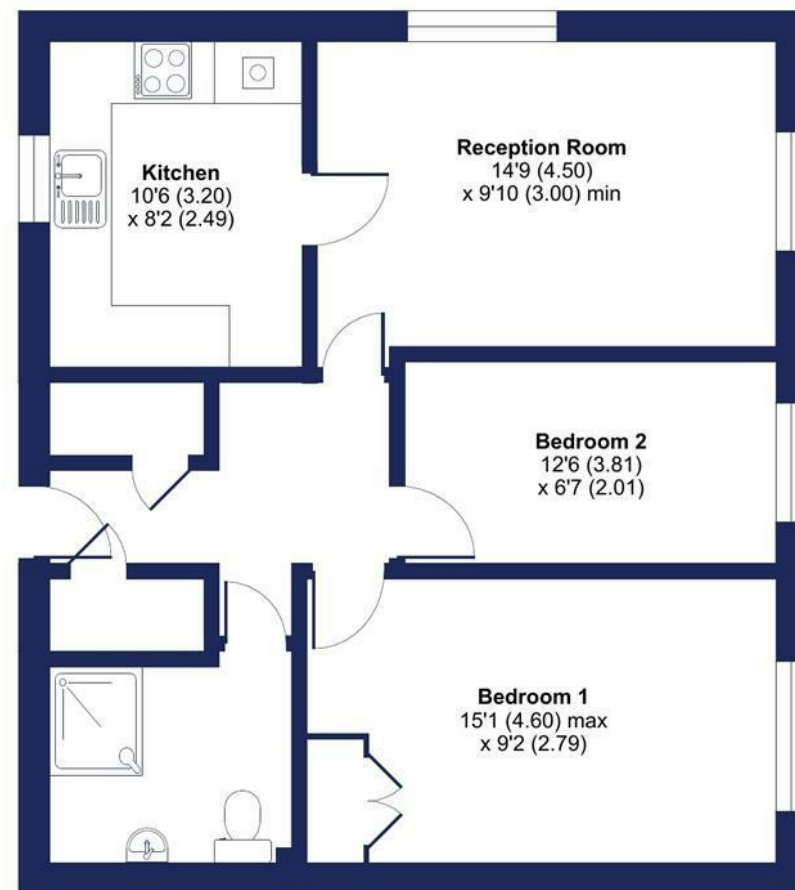 Kitchen
10'6 (3.20)
x 8'2 (2.49)
Reception Room
14'9 (4.50)
x 9'10 (3.00) min
Bedroom 2
12'6 (3.81)
x 6'7 (2.01)
Bedroom 1
15'1 (4.60) max
x 9'2 (2.79)